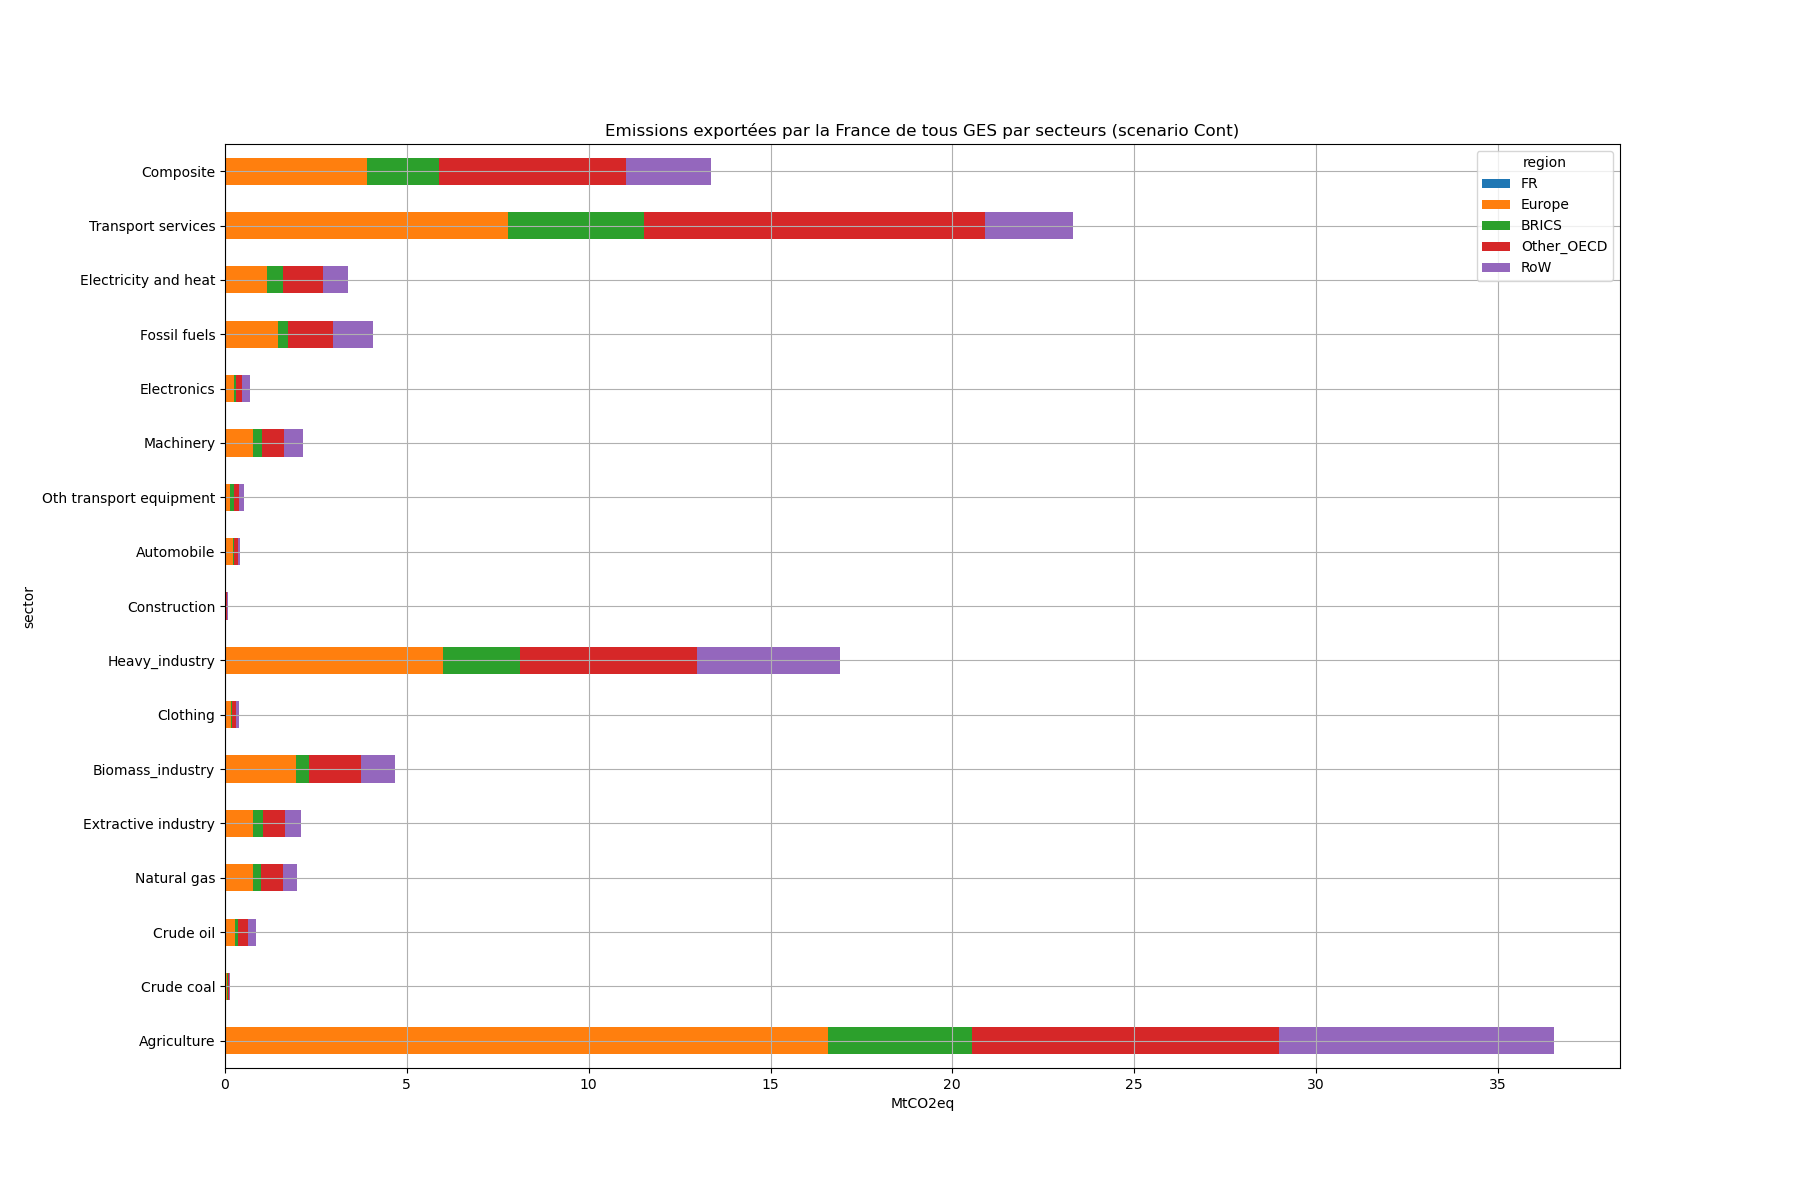 Emissions exportées par la France de tous GES par secteurs (scenario Cont)
region
FR
Europe
BRICS
Other_OECD
RoW
sector
Composite
Transport services
Electricity and heat
Fossil fuels
Electronics
Machinery
Oth transport equipment
Automobile
Construction
Heavy_industry
Clothing
Biomass_industry
Extractive industry
Natural gas
Crude oil
Crude coal
Agriculture
0 5 10 15 20 25 30 35
MtCO2eq